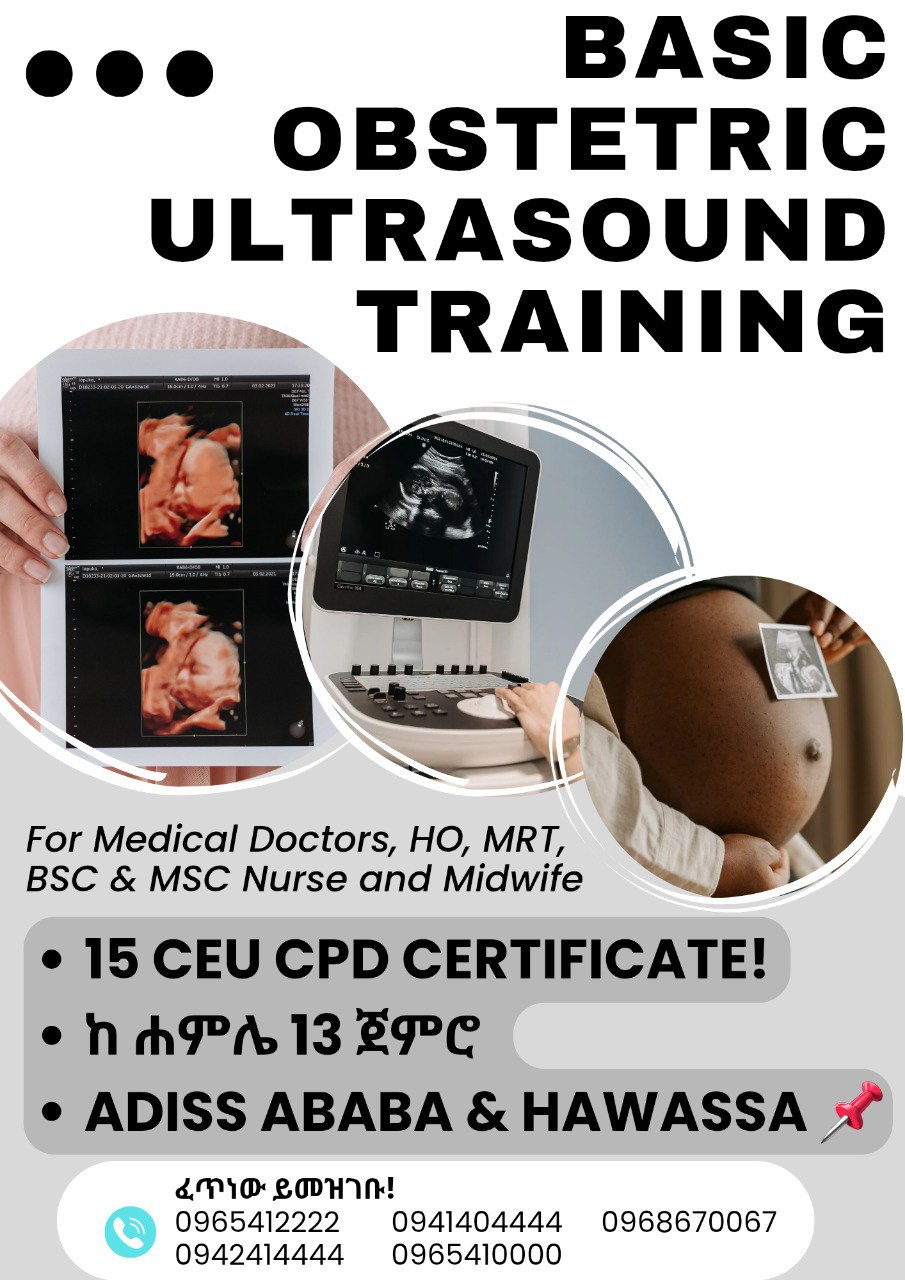 BASIC
OBSTETRIC
ULTRASOUND
TRAINING
For Medical Doctors, HO, MRT,
BSC & MSC Nurse and Midwife
• 15 CEU CPD CERTIFICATE!
• ከ ሐምሌ 13 ጀምሮ
• ADISS ABABA & HAWASSA
ፈጥነው ይመዝገቡ!
0965412222 0941404444 0968670067
0942414444 0965410000